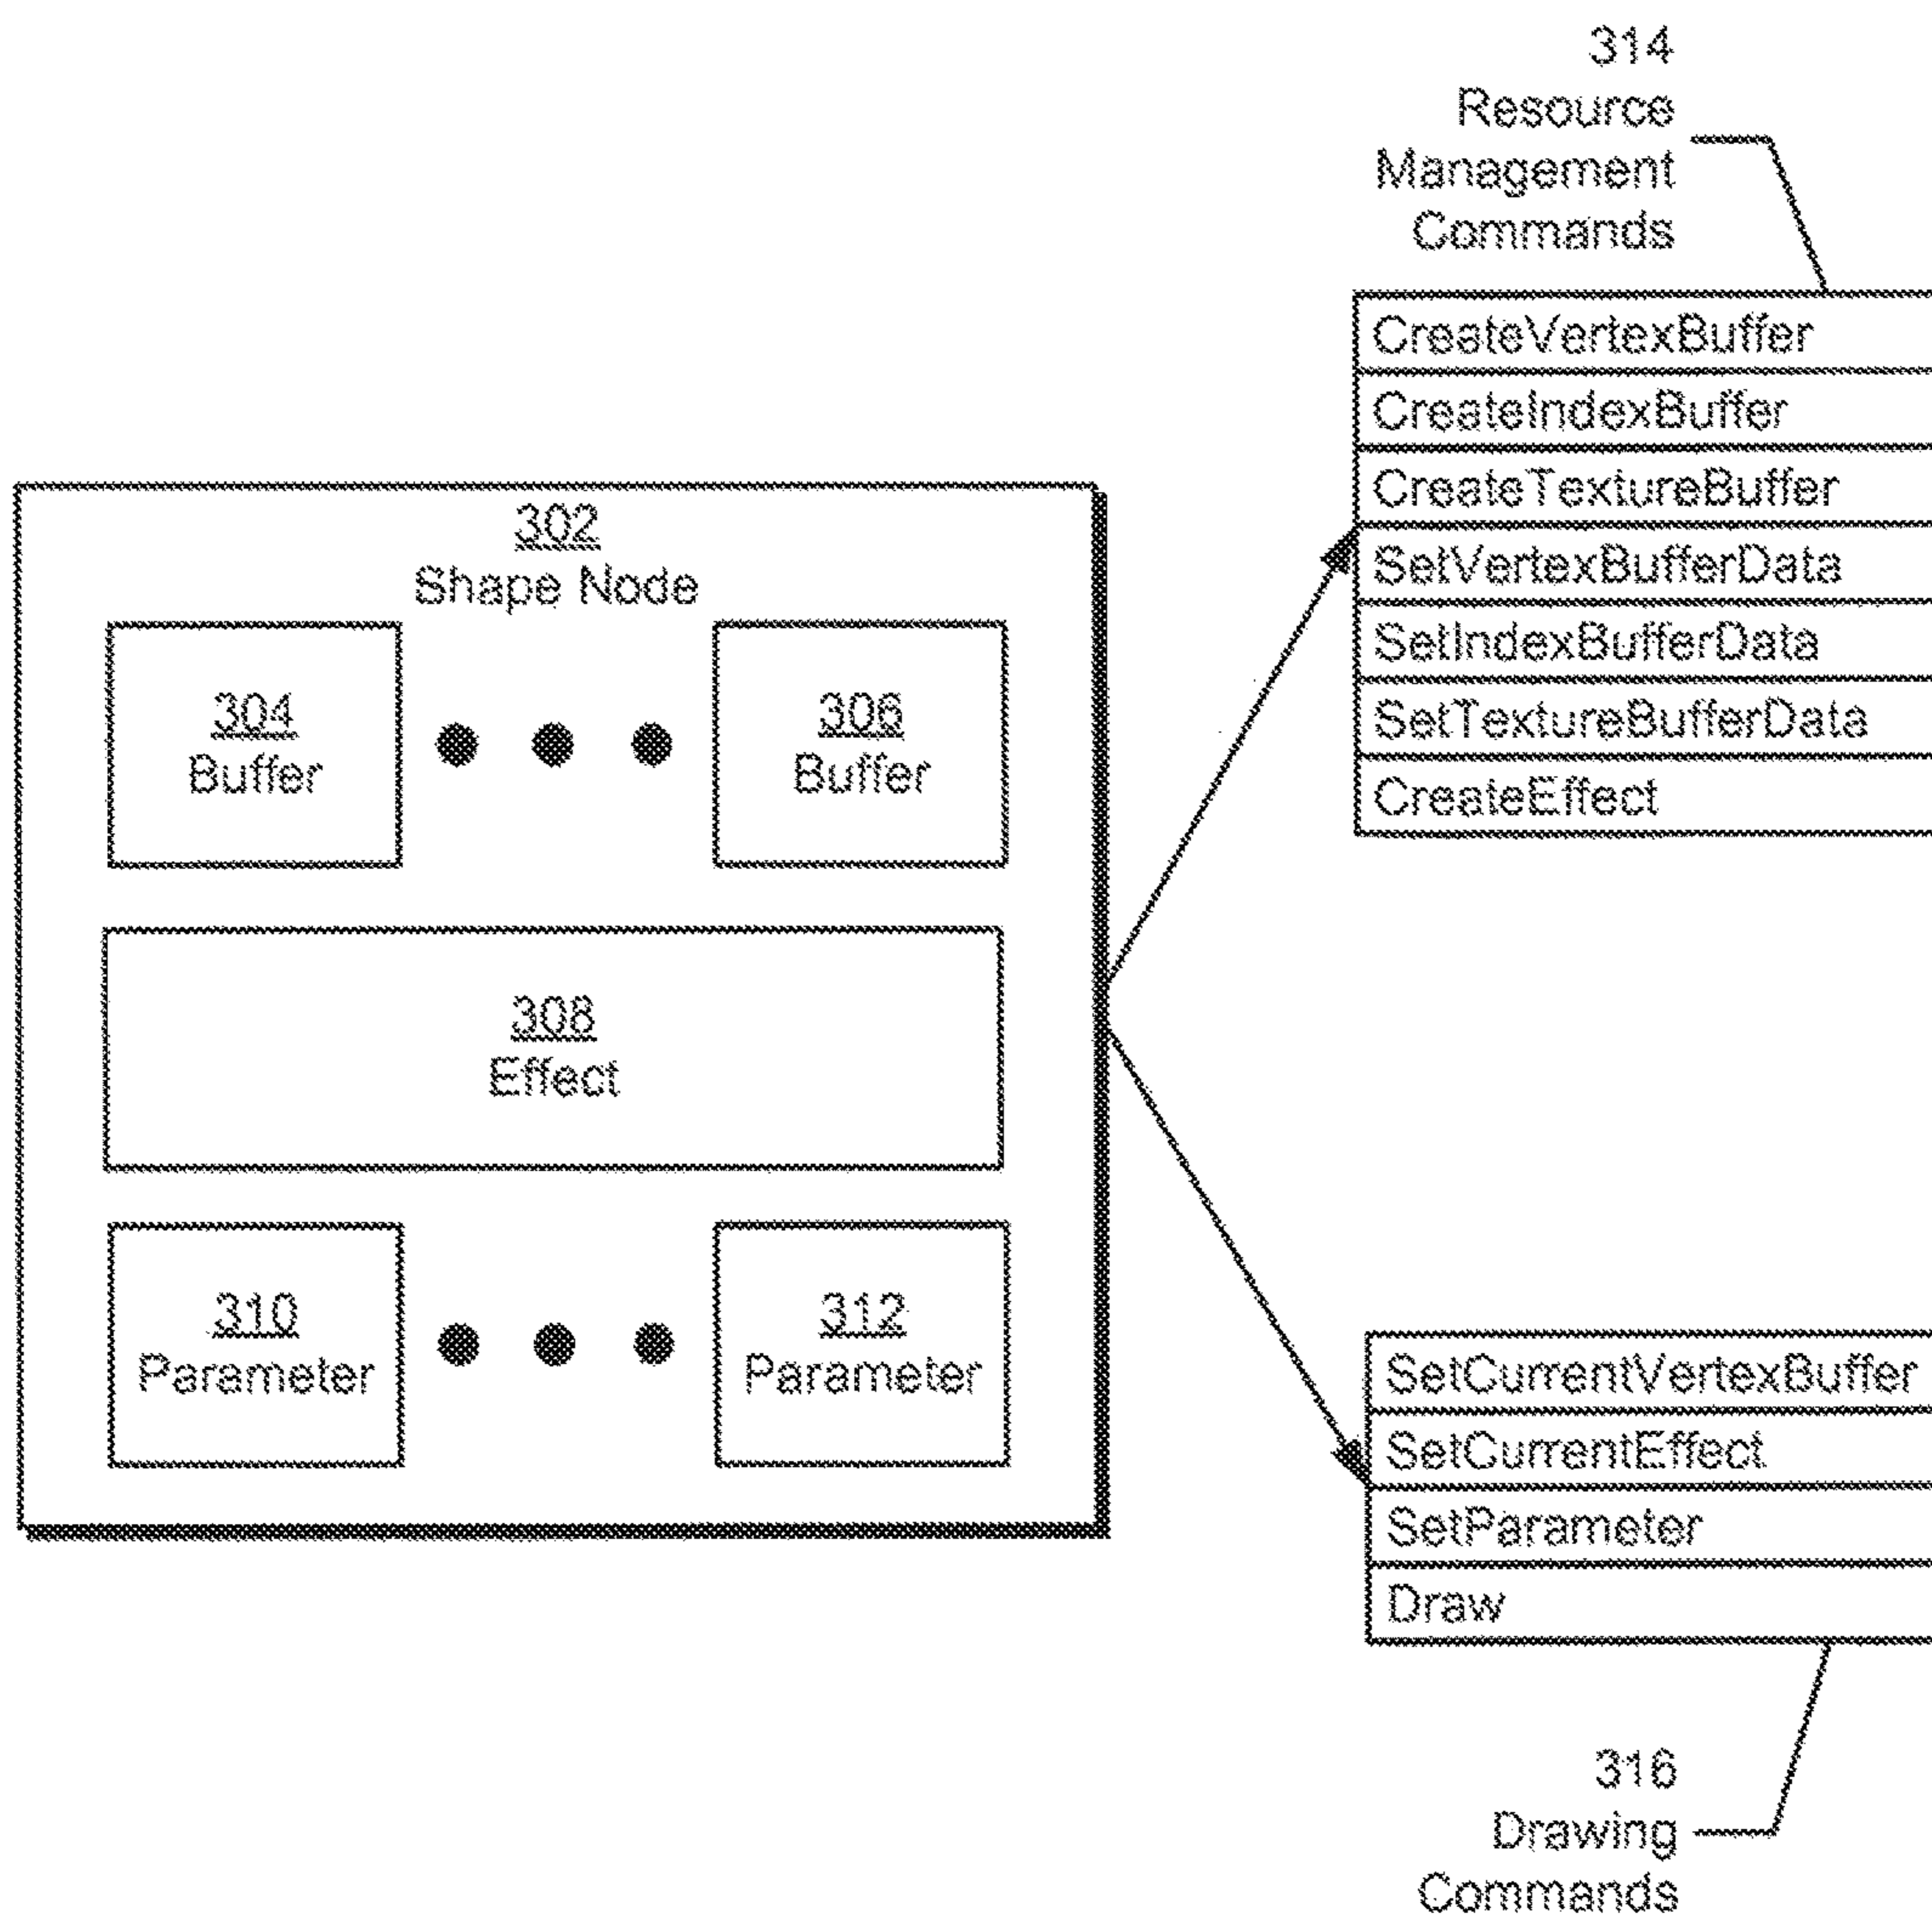 314
Resource
Management
Commands
CreateVertexBuffer
CreateIndexBuffer
CreateTextureBuffer
SetVertexBufferData
SetIndexBufferData
SetTextureBufferData
CreateEffect
302
Shape Node
304
Buffer
306
Buffer
308
Effect
310
Parameter
312
Parameter
SetCurrentVertexBuffer
SetCurrentEffect
SetParameter
Draw
316
Drawing
Commands